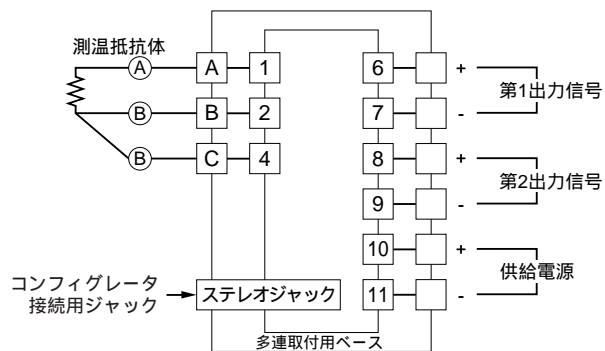 測温抵抗体
A
A
1
B
B
2
B
C
4
6
+
7
-
第1出力信号
8
+
9
-
第2出力信号
10
+
11
-
供給電源
コンフィグレータ
接続用ジャック
ステレオジャック
多連取付用ベース